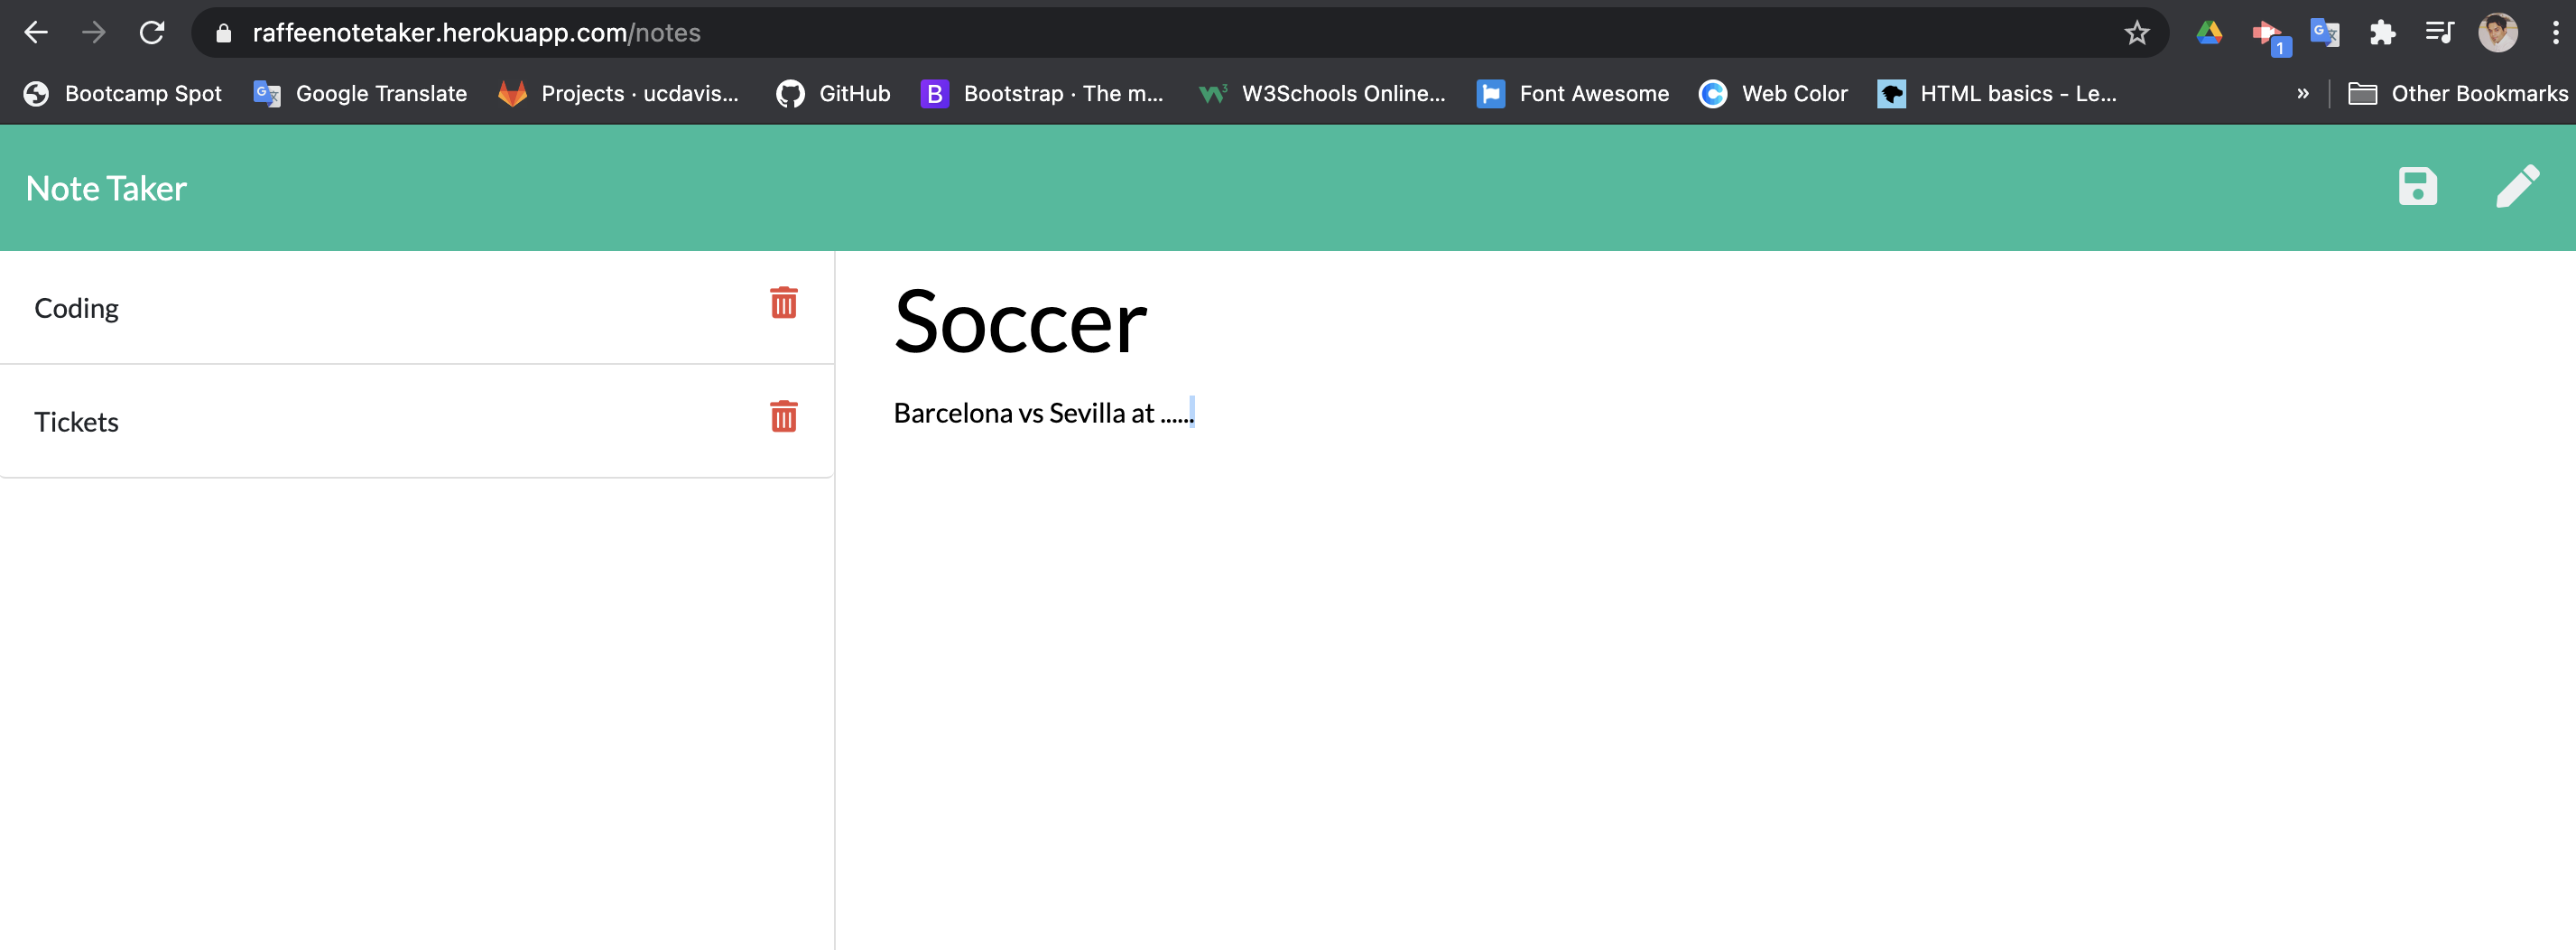 raffeenotetaker.herokuapp.com/notes
1
Bootcamp Spot Google Translate Projects · ucdavis... GitHub B Bootstrap · The m... W3Schools Online... Font Awesome Web Color HTML basics - Le... » Other Bookmarks
Note Taker
Coding
Tickets
Soccer
Barcelona vs Sevilla at ......